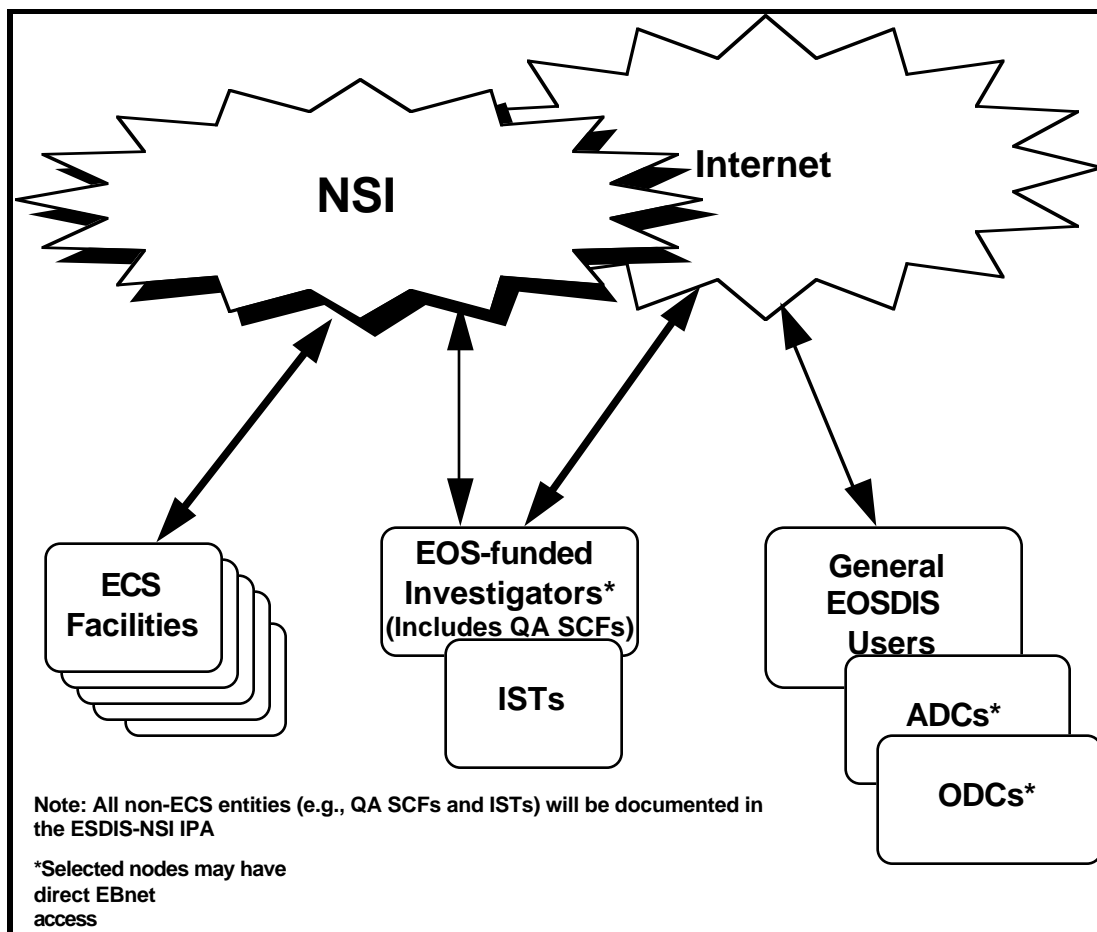 NSI
Internet
ECS
Facilities
EOS-funded
Investigators*
(Includes QA SCFs)
ISTs
General
EOSDIS
Users
ADCs*
ODCs*
Note: All non-ECS entities (e.g., QA SCFs and ISTs) will be documented in
the ESDIS-NSI IPA
*Selected nodes may have
direct EBnet
access